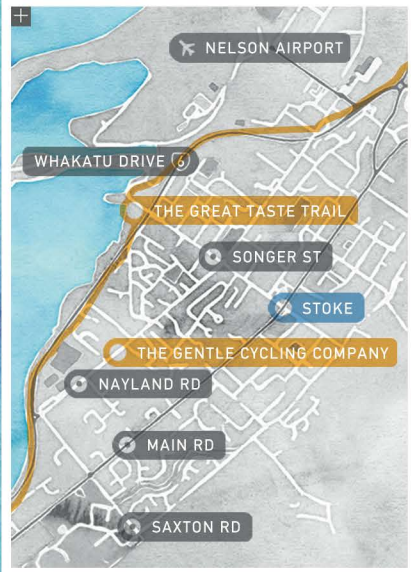 +
NELSON AIRPORT
WHAKATU DRIVE 6
THE GREAT TASTE TRAIL
SONGER ST
STOKE
THE GENTLE CYCLING COMPANY
NAYLAND RD
MAIN RD
SAXTON RD